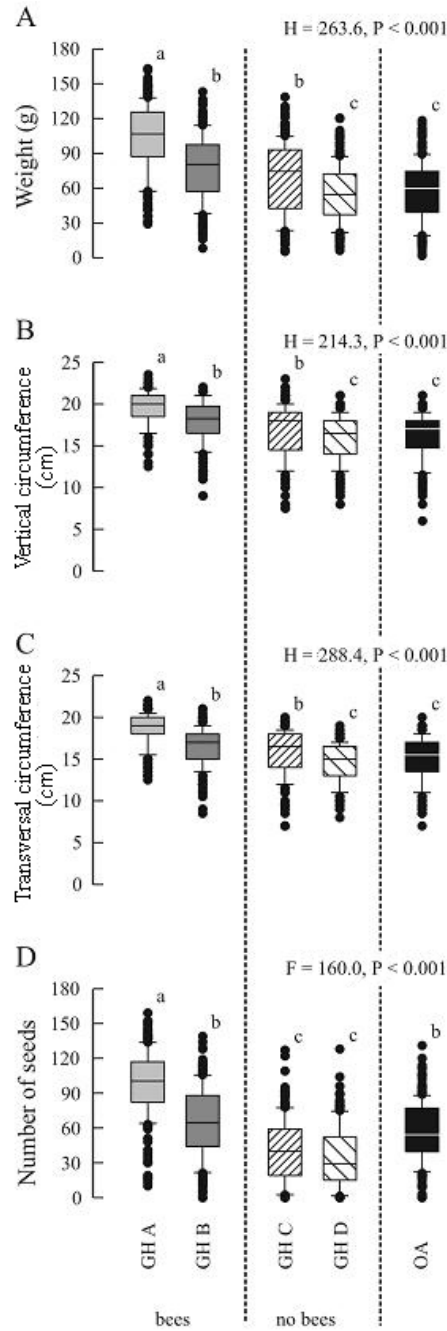 A
H = 263.6, P < 0.001
Weight (g)
180
150
120
90
60
30
0
a
b
b
c
c
B
H = 214.3, P < 0.001
Vertical circumference
(cm)
25
20
15
10
5
0
a
b
b
c
c
C
H = 288.4, P < 0.001
Transversal circumference
(cm)
25
20
15
10
5
0
a
b
b
c
c
D
F = 160.0, P < 0.001
Number of seeds
180
150
120
90
60
30
0
a
b
c
c
b
GH A
GH B
GH C
GH D
OA
bees
no bees